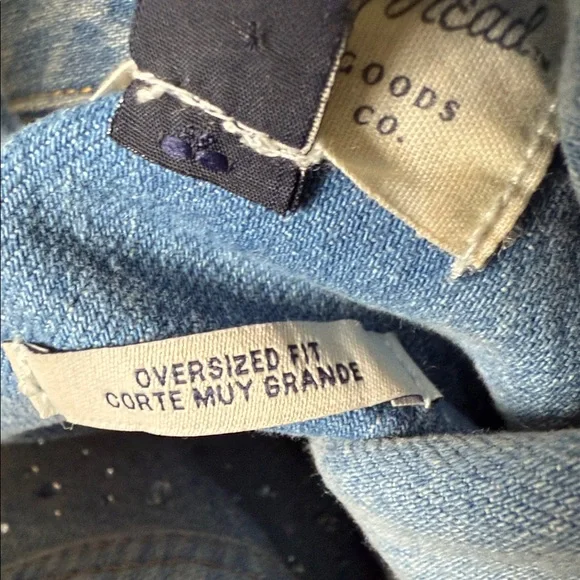 GOODS
CO.
OVERSIZED FIT
CORTE MUY GRANDE